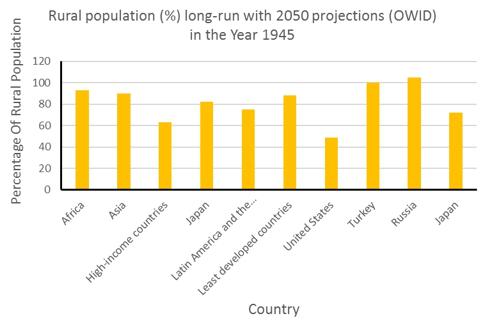 Rural population (%) long-run with 2050 projections (OWID)
in the Year 1945
Percentage Of Rural Population
120
100
80
60
40
20
0
Africa
Asia
High-income countries
Japan
Latin America and the…
Least developed countries
United States
Turkey
Russia
Japan
Country